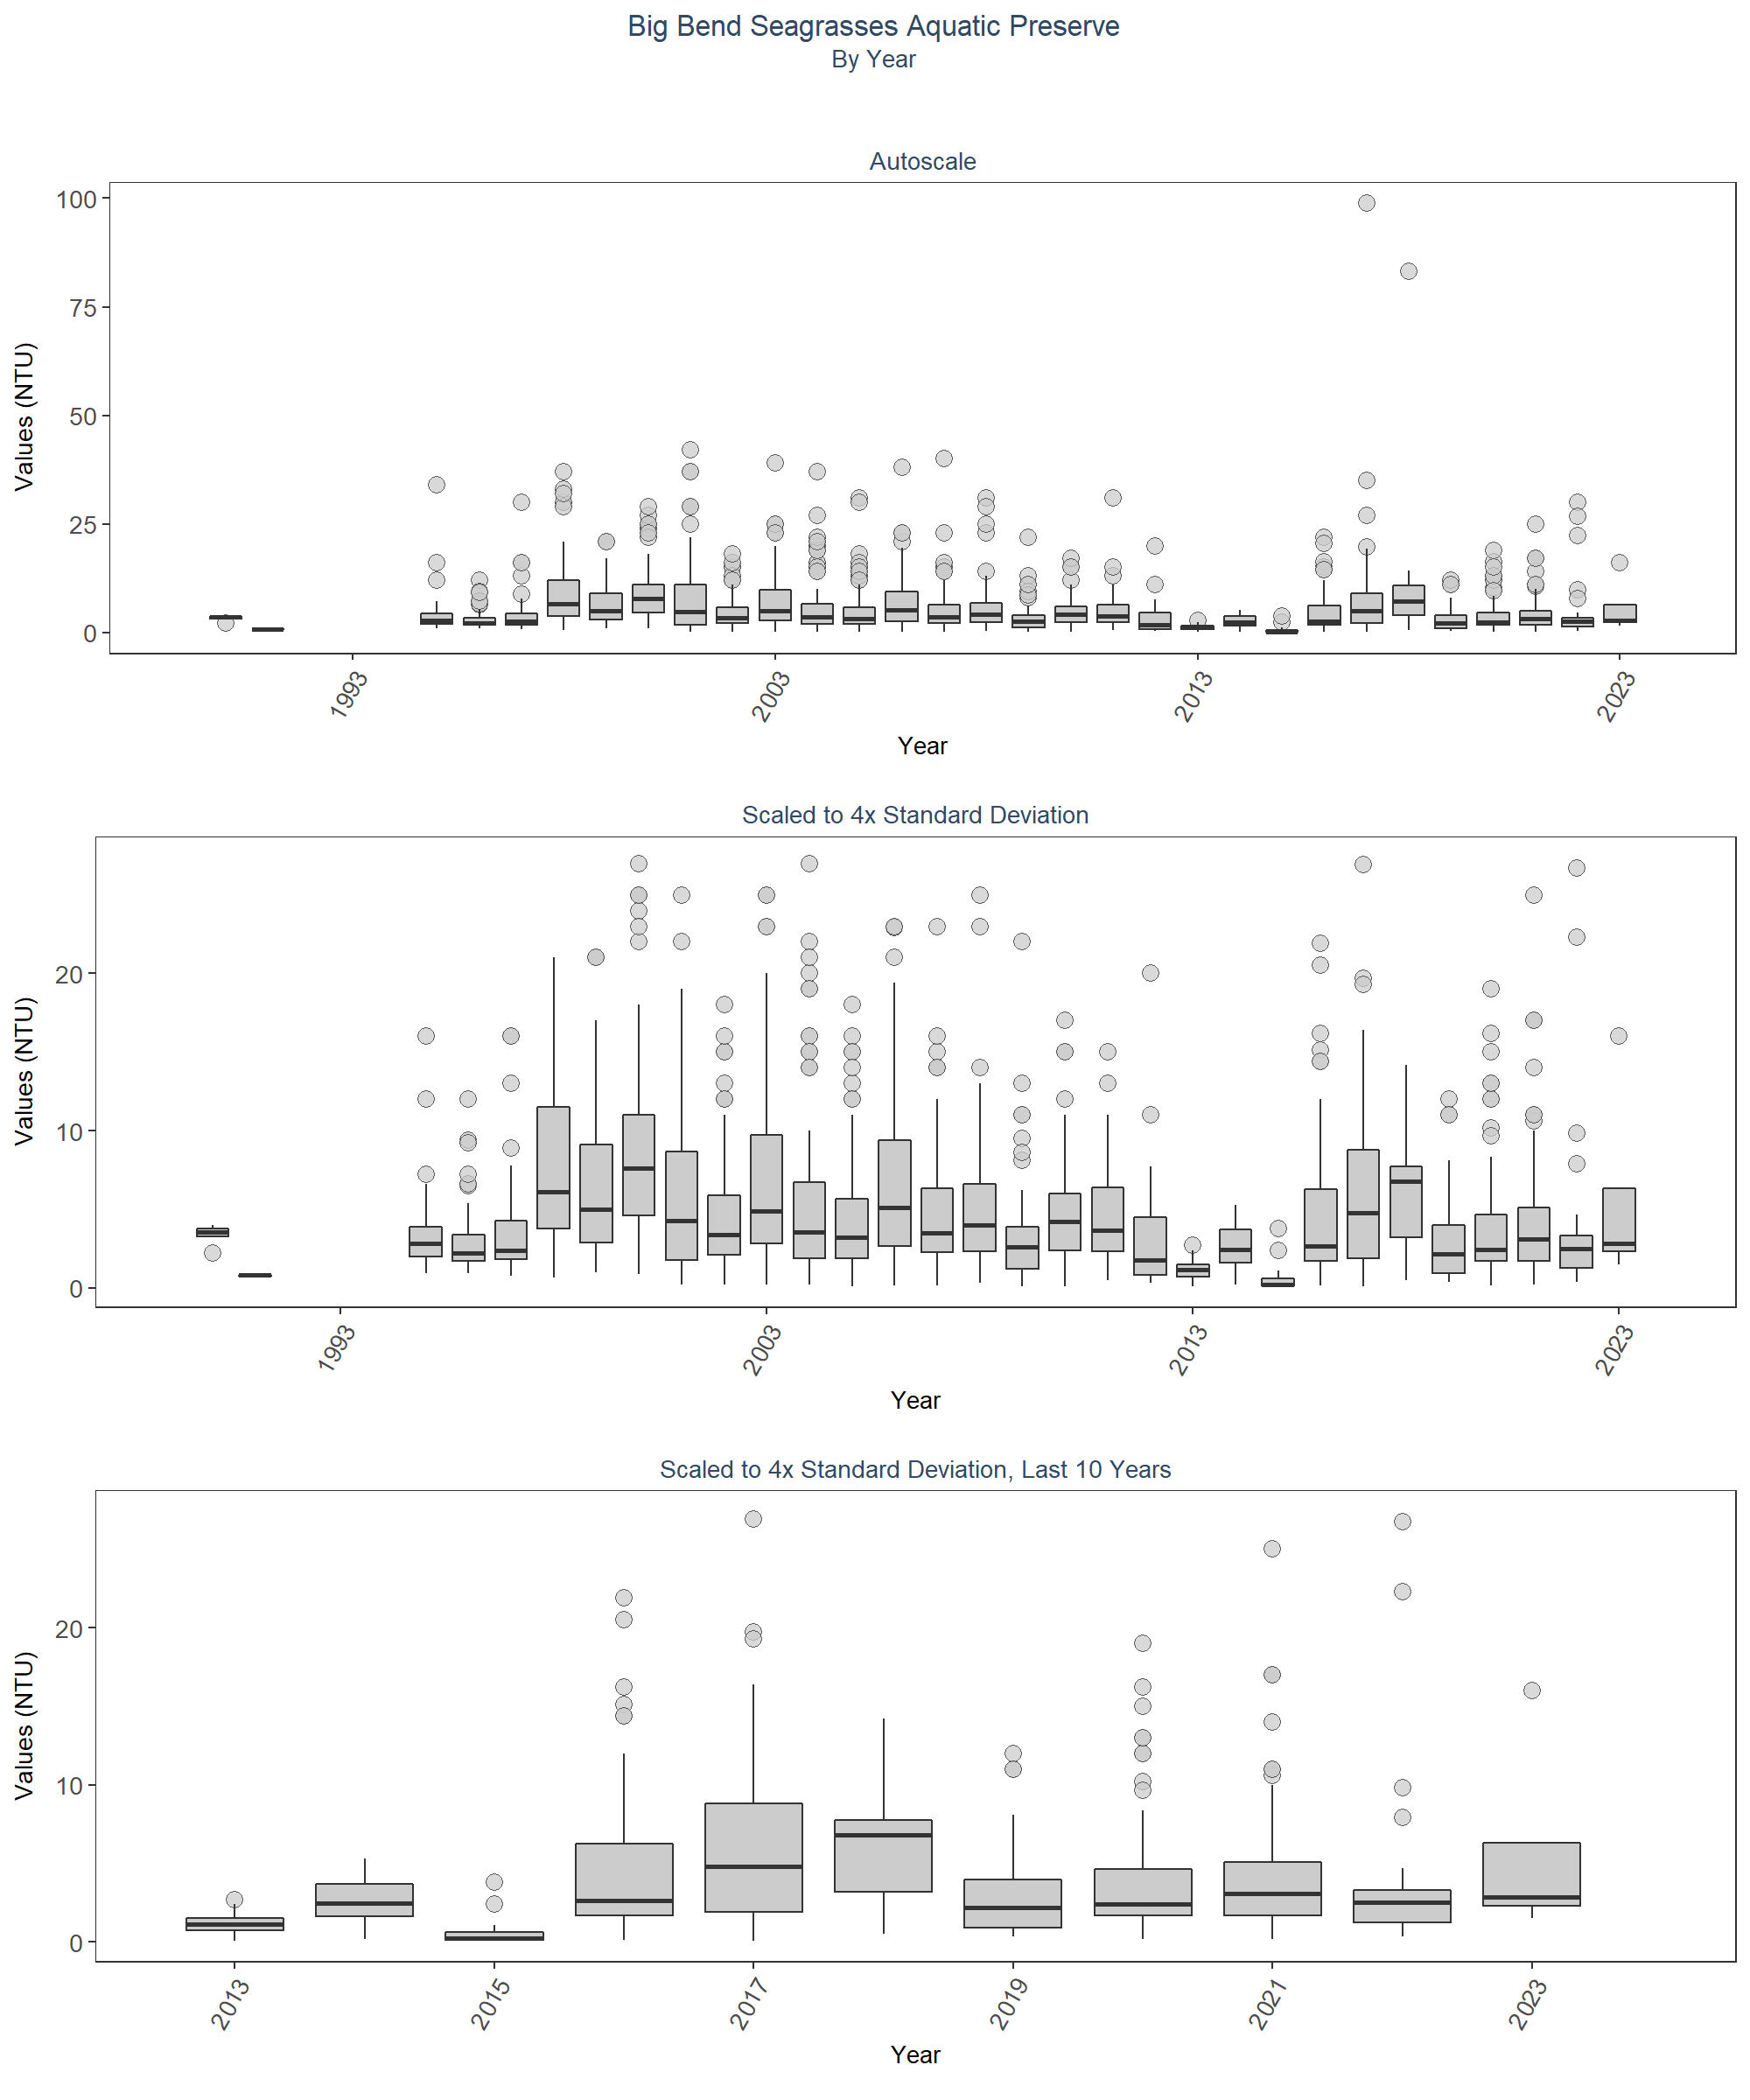 Big Bend Seagrasses Aquatic Preserve
By Year
Autoscale
Values (NTU)
100
75
50
25
0
1993
2003
2013
2023
Year
Scaled to 4x Standard Deviation
Values (NTU)
20
10
0
1993
2003
2013
2023
Year
Scaled to 4x Standard Deviation, Last 10 Years
Values (NTU)
20
10
0
2013
2015
2017
2019
2021
2023
Year